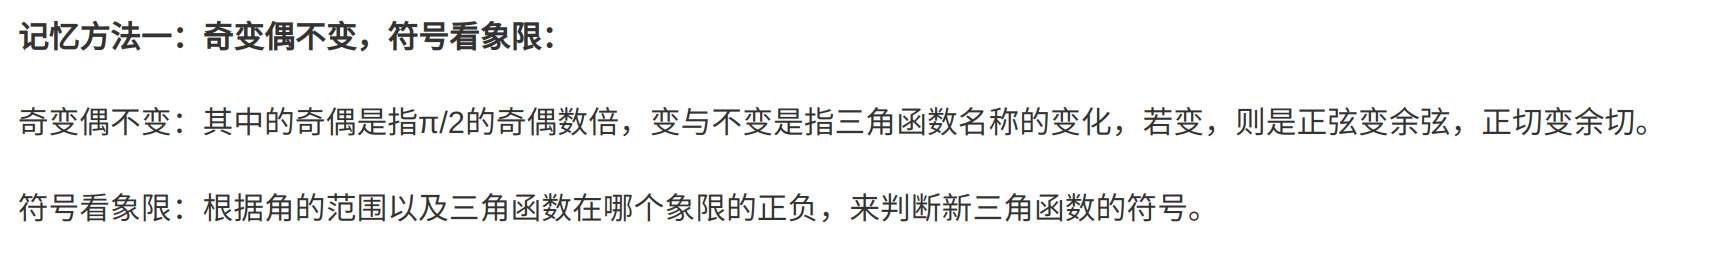 记忆方法一：奇变偶不变，符号看象限：
奇变偶不变：其中的奇偶是指π/2的奇偶数倍，变与不变是指三角函数名称的变化，若变，则是正弦变余弦，正切变余切。
符号看象限：根据角的范围以及三角函数在哪个象限的正负，来判断新三角函数的符号。